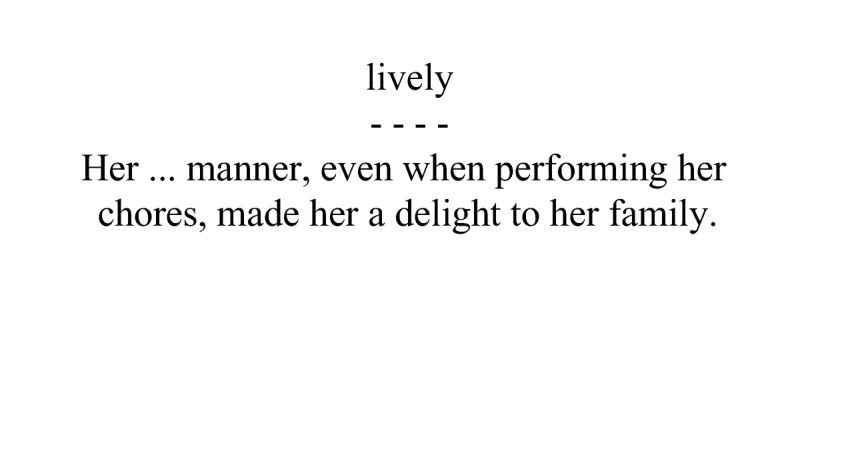 lively
- - - -
Her ... manner, even when performing her
chores, made her a delight to her family.